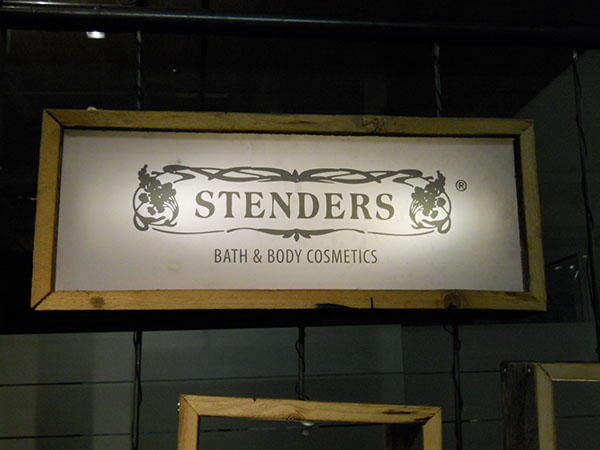 STENDERS ®
BATH & BODY COSMETICS